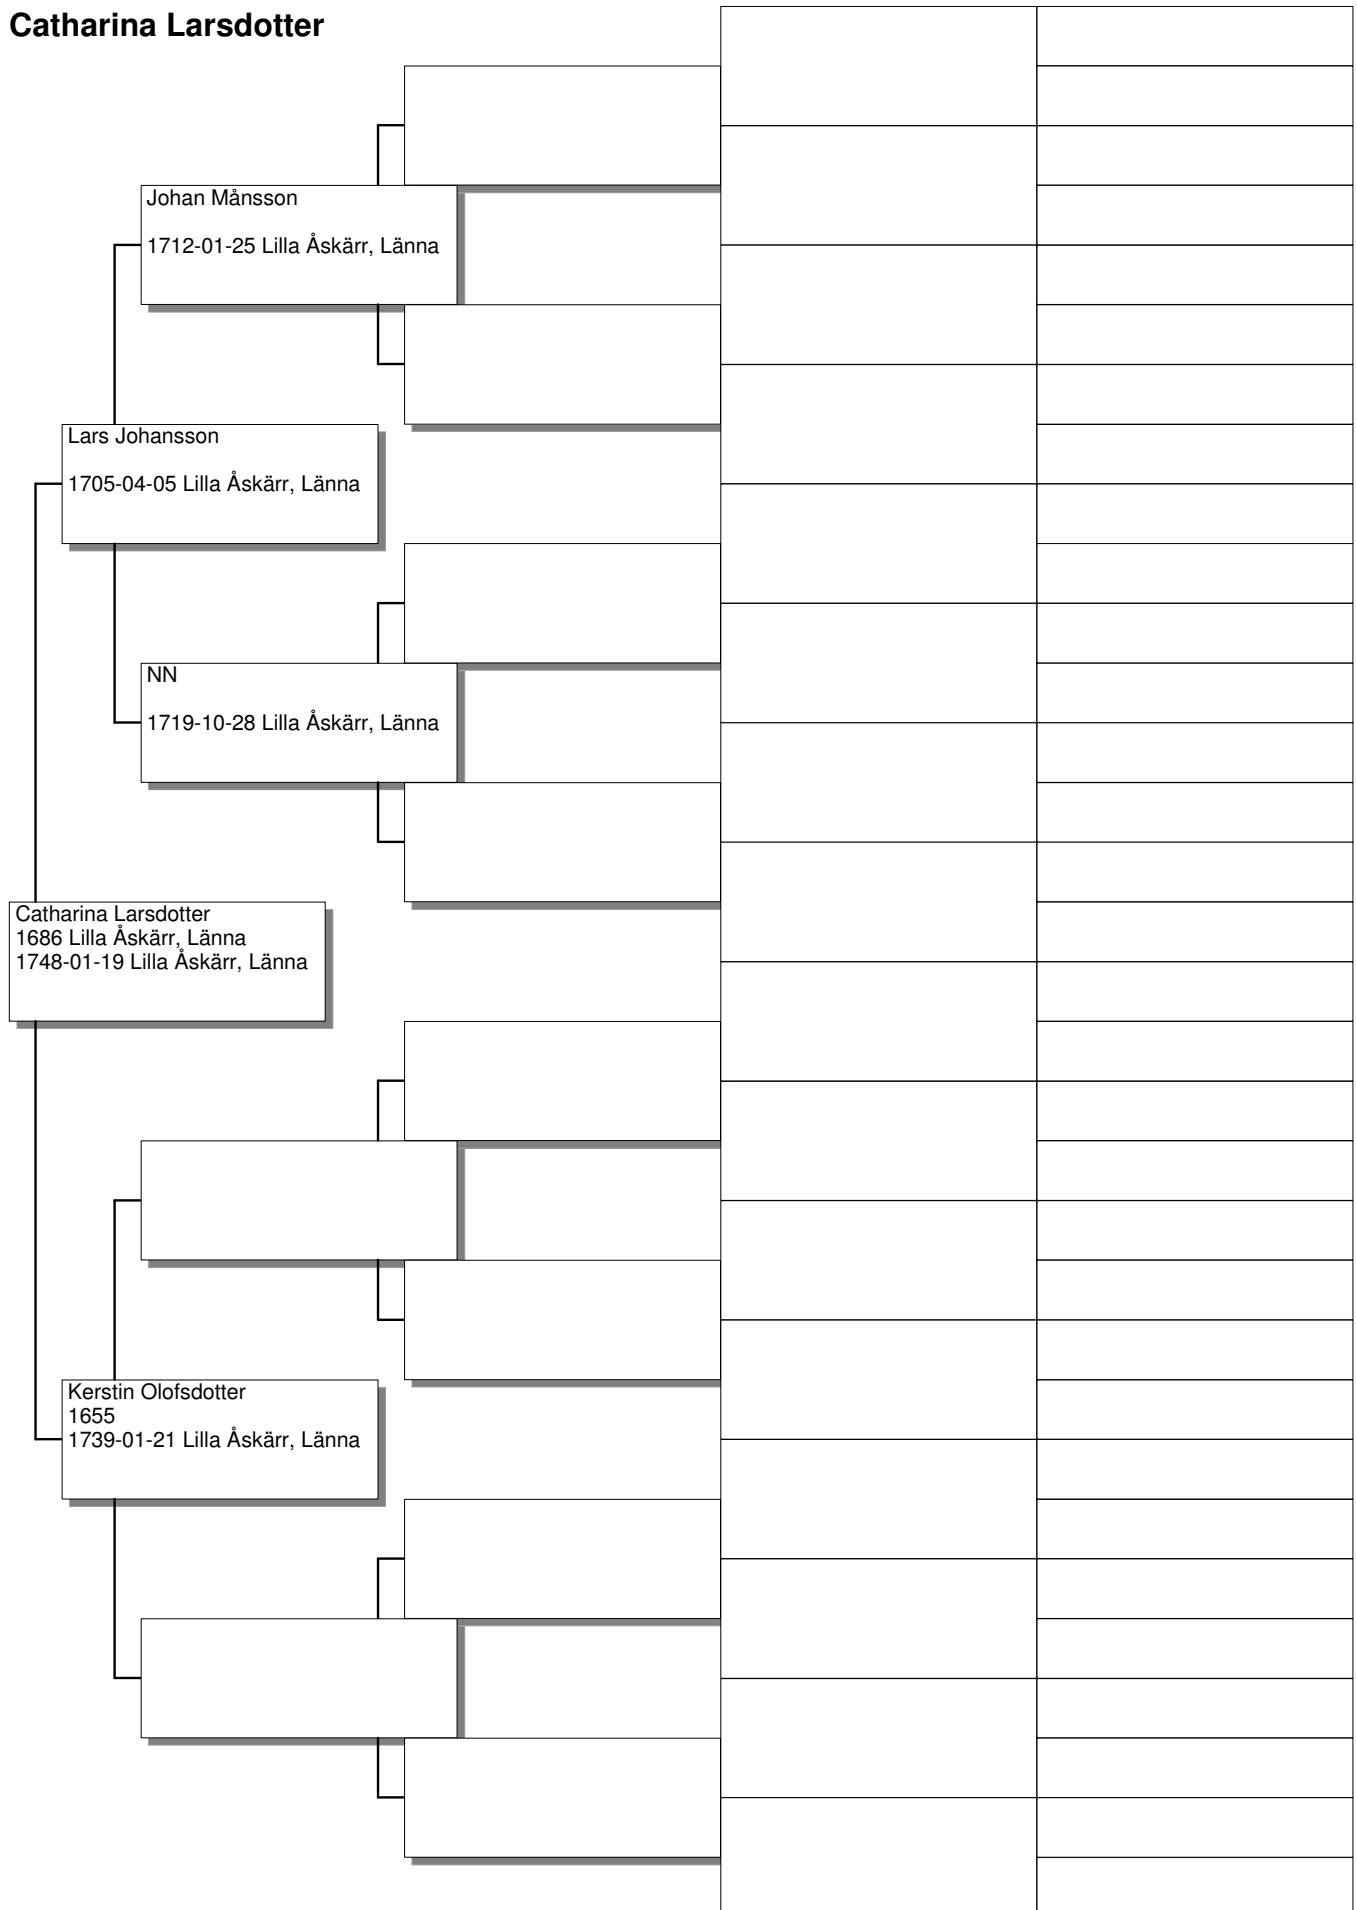 Catharina Larsdotter
Johan Månsson
1712-01-25 Lilla Åskärr, Länna
Lars Johansson
1705-04-05 Lilla Åskärr, Länna
NN
1719-10-28 Lilla Åskärr, Länna
Catharina Larsdotter
1686 Lilla Åskärr, Länna
1748-01-19 Lilla Åskärr, Länna
Kerstin Olofsdotter
1655
1739-01-21 Lilla Åskärr, Länna